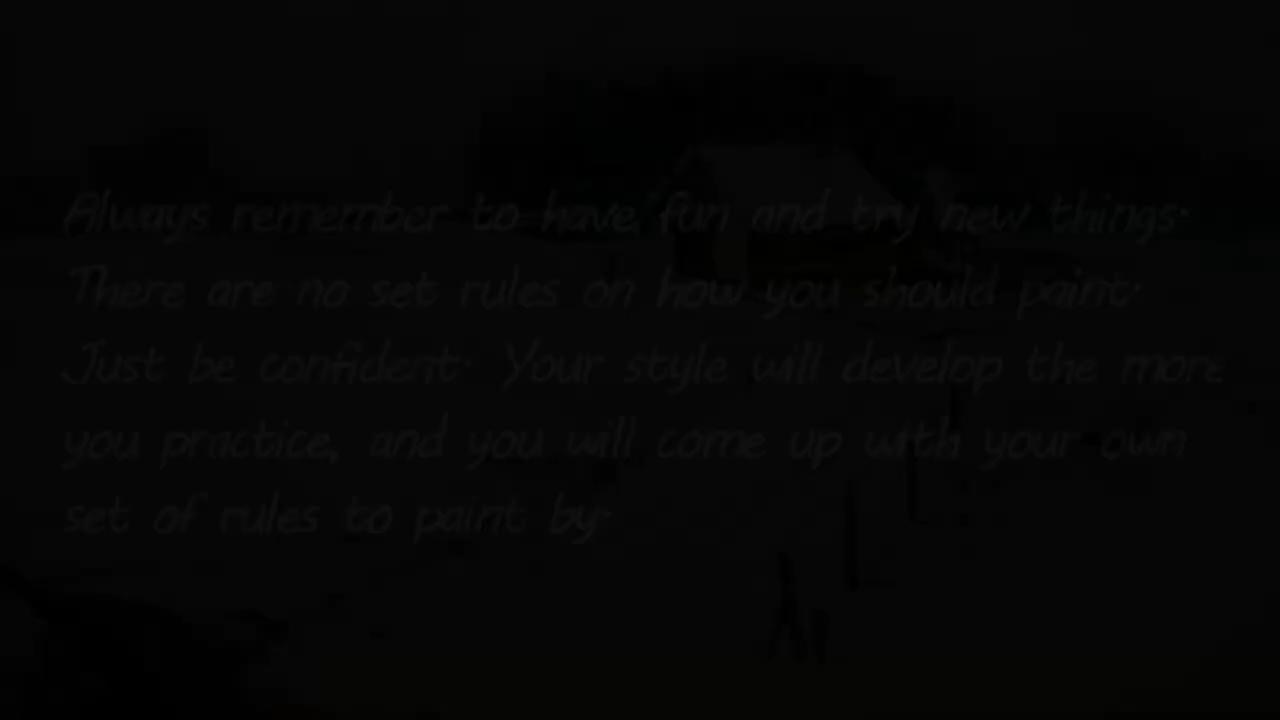 Always remember to have fun and try new things.
There are no set rules on how you should paint.
Just be confident. Your style will develop the more
you practice, and you will come up with your own
set of rules to paint by.